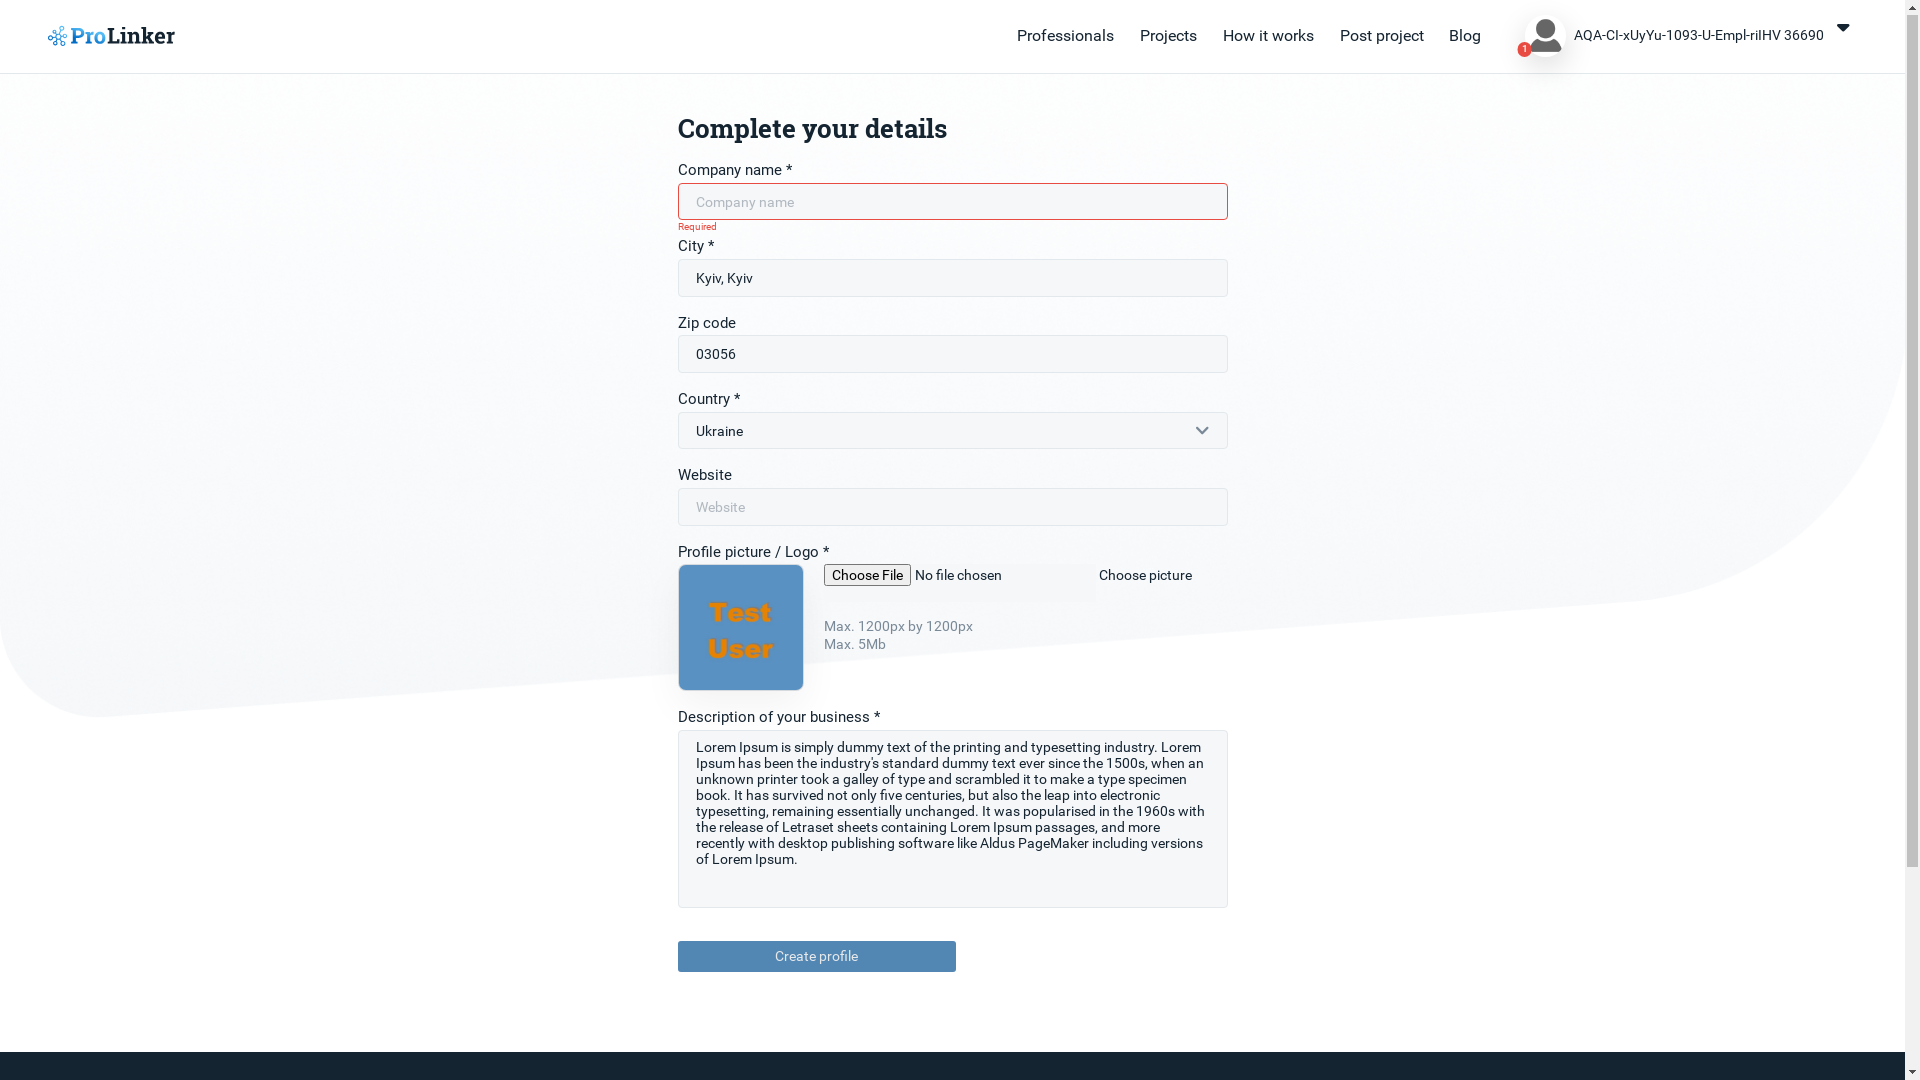 ProLinker
Professionals
Projects
How it works
Post project
Blog
1
AQA-CI-xUyYu-1093-U-Empl-riIHV 36690
Complete your details
Company name *
Company name
Required
City *
Kyiv, Kyiv
Zip code
03056
Country *
Ukraine
Website
Website
Profile picture / Logo *
Test
User
Choose File No file chosen
Choose picture
Max. 1200px by 1200px
Max. 5Mb
Description of your business *
Lorem Ipsum is simply dummy text of the printing and typesetting industry. Lorem
Ipsum has been the industry's standard dummy text ever since the 1500s, when an
unknown printer took a galley of type and scrambled it to make a type specimen
book. It has survived not only five centuries, but also the leap into electronic
typesetting, remaining essentially unchanged. It was popularised in the 1960s with
the release of Letraset sheets containing Lorem Ipsum passages, and more
recently with desktop publishing software like Aldus PageMaker including versions
of Lorem Ipsum.
Create profile